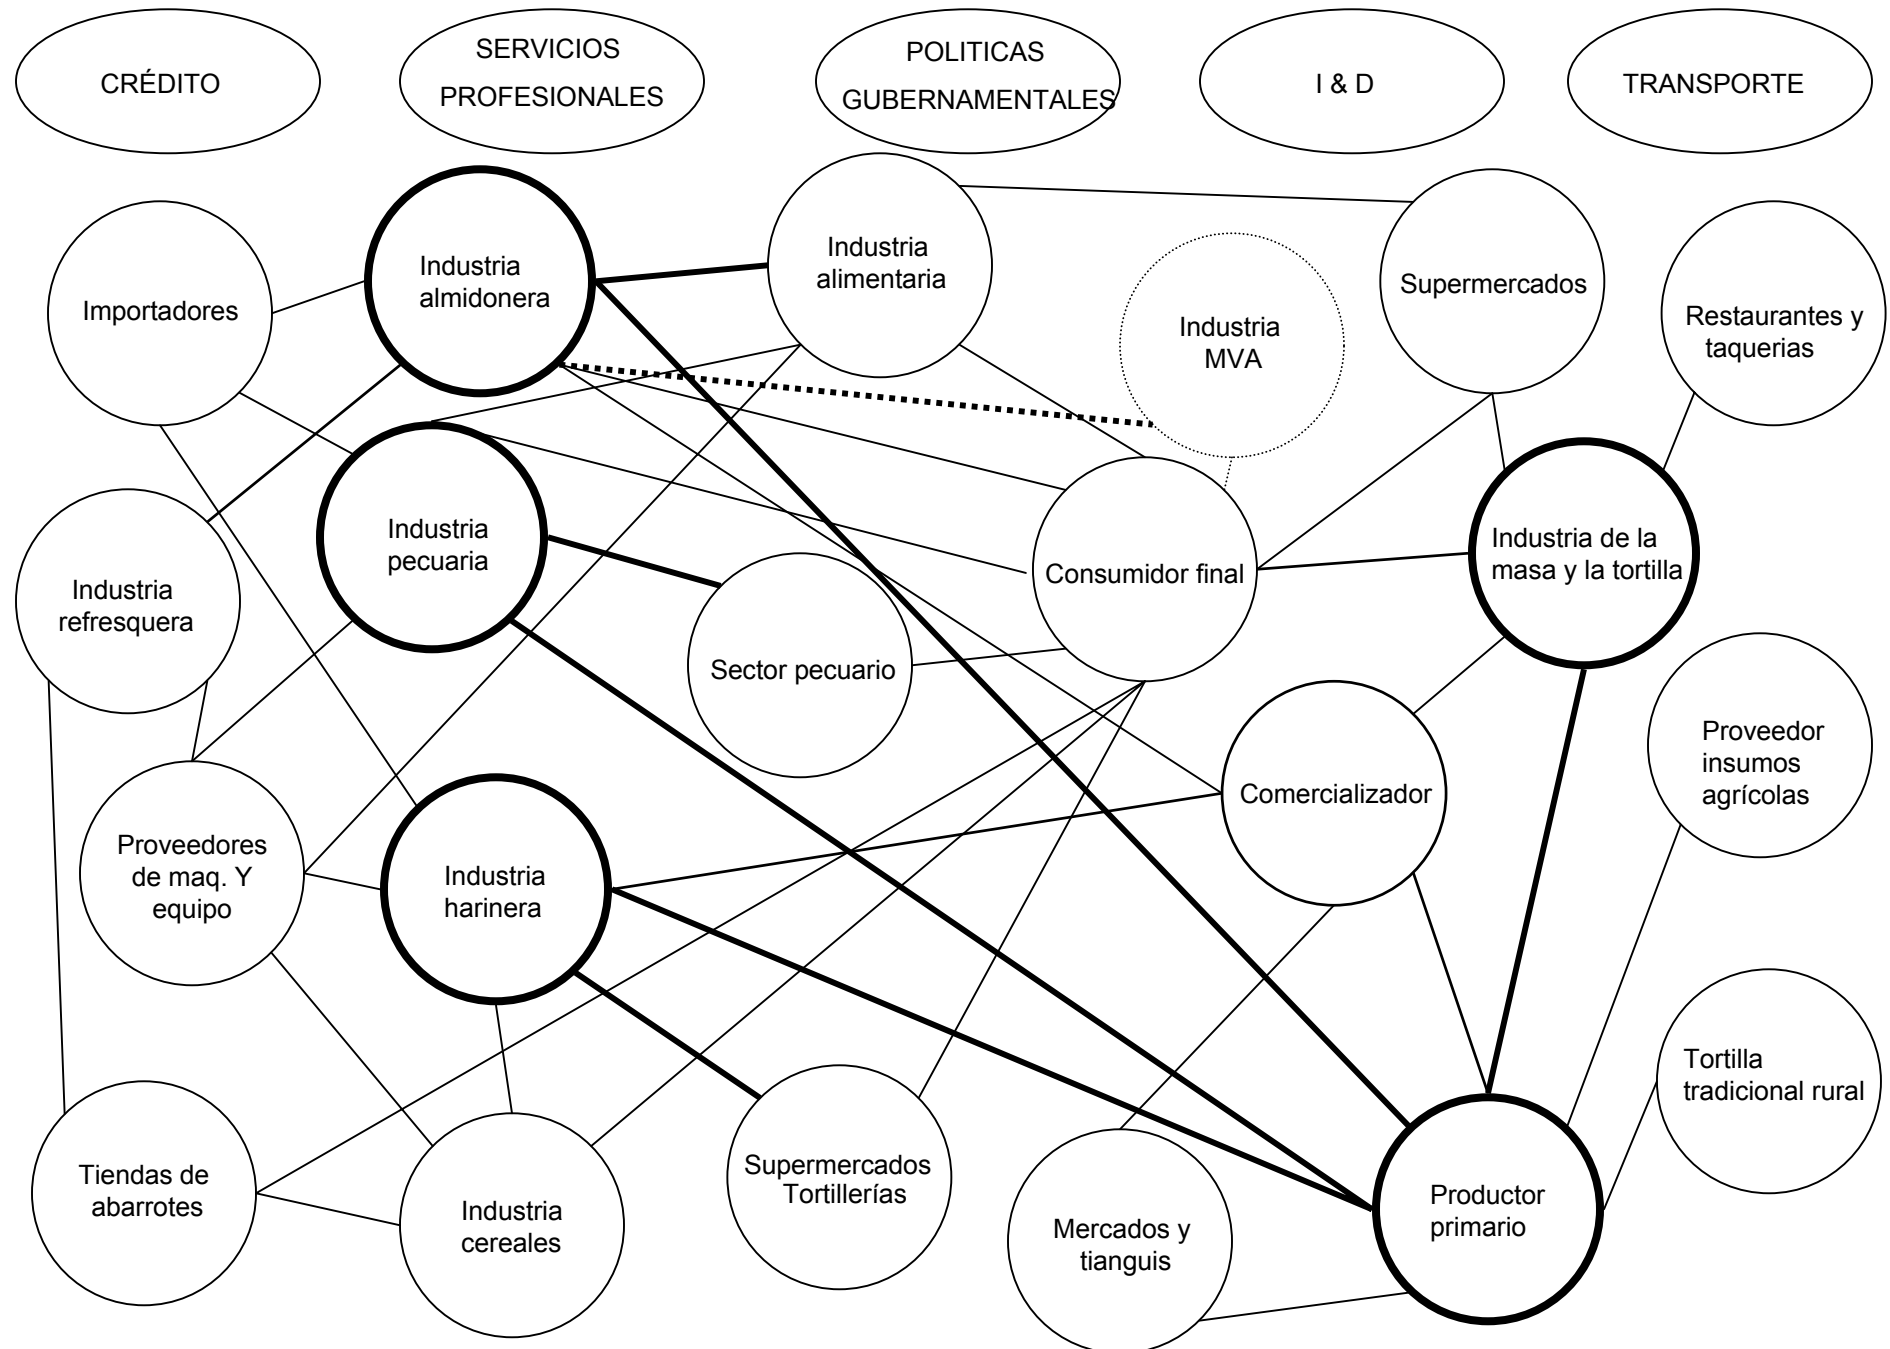 CRÉDITO
SERVICIOS
PROFESIONALES
POLITICAS
GUBERNAMENTALES
I & D
TRANSPORTE
Importadores
Industria
almidonera
Industria
alimentaria
Industria
MVA
Supermercados
Restaurantes y
taquerias
Industria
refresquera
Industria
pecuaria
Sector pecuario
Consumidor final
Industria de la
masa y la tortilla
Proveedores
de maq. Y
equipo
Industria
harinera
Comercializador
Proveedor
insumos
agrícolas
Tiendas de
abarrotes
Industria
cereales
Supermercados
Tortillerías
Mercados y
tianguis
Productor
primario
Tortilla
tradicional rural